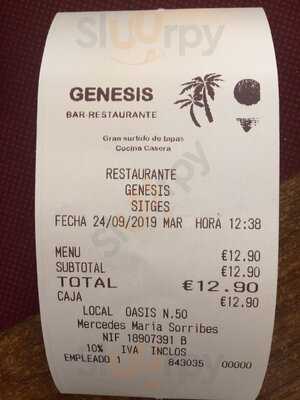 Sluurpy
GENESIS
BAR-RESTAURANTE
Gran surtido de tapas
Cocina Casera
RESTAURANTE
GENESIS
SITGES
FECHA 24/09/2019 MAR HORA 12:38
MENU €12.90
SUBTOTAL €12.90
TOTAL €12.90
CAJA €12.90
LOCAL OASIS N.50
Mercedes Maria Sorribes
NIF 18907391 B
10% IVA INCLOS
EMPLEADO 1 843035 00000